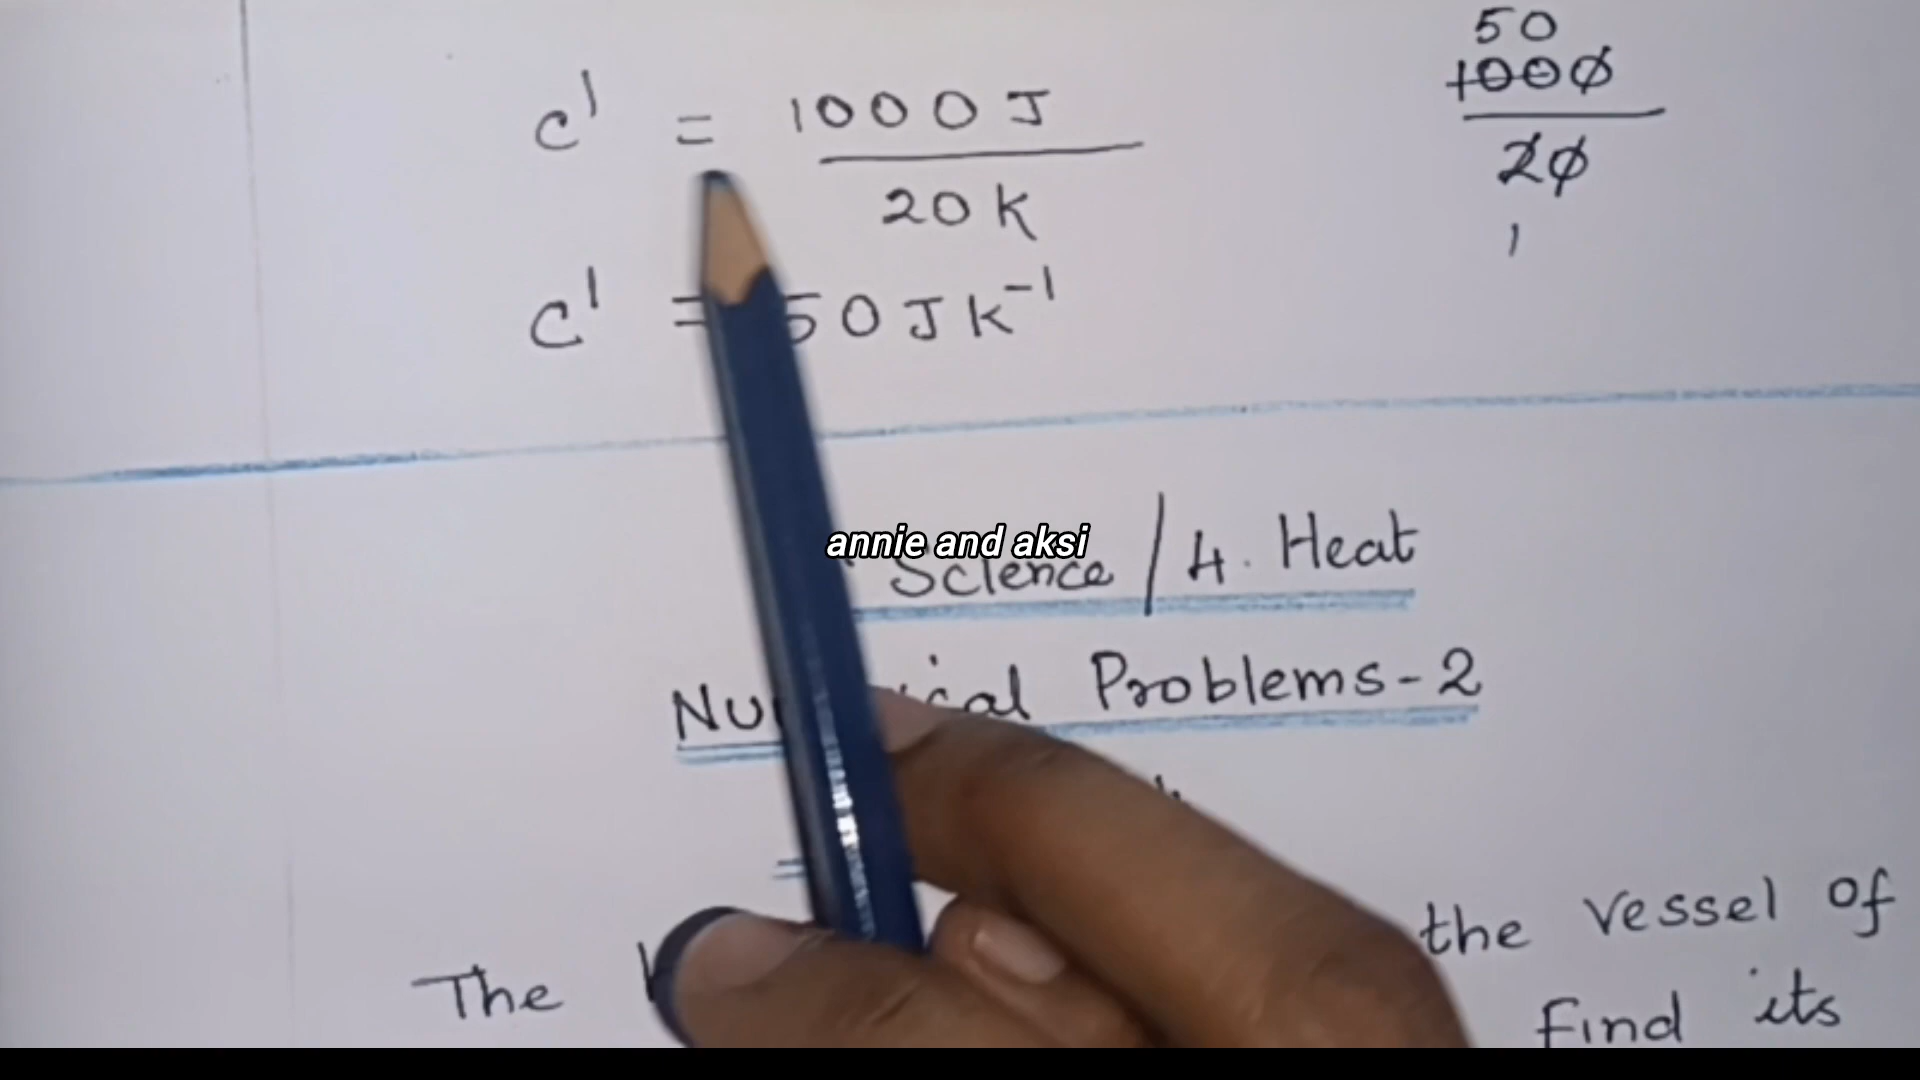 C' = 1000 J / 20 K
50
1000
20
1
C' = 50 J K⁻¹
annie and aksi
Science / 4. Heat
Problems-2
the vessel of
The
Find its